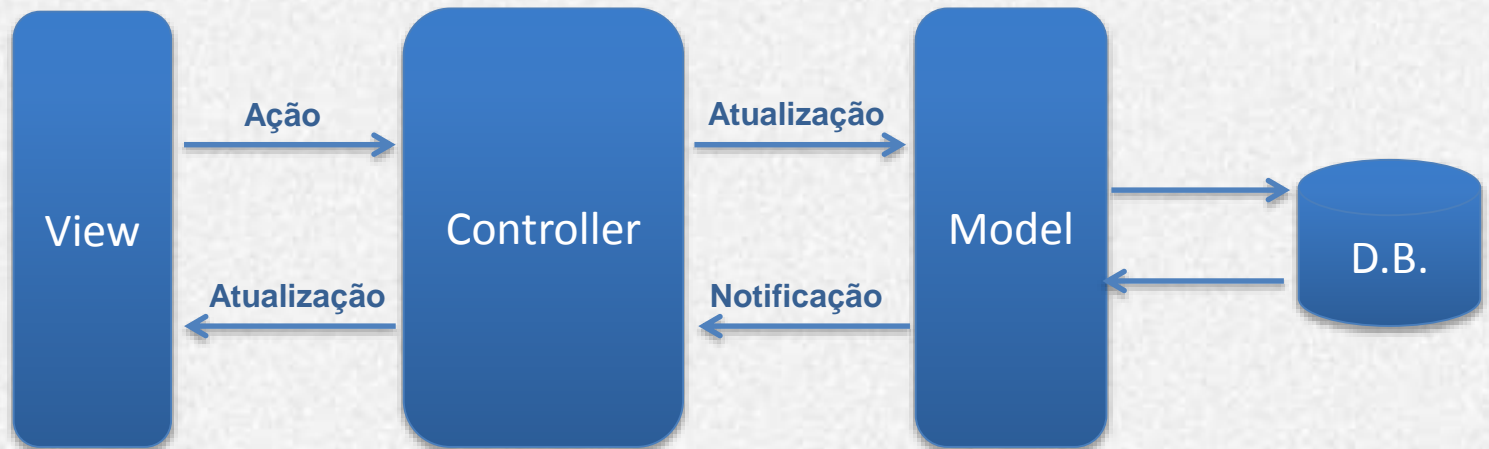 Ação
Atualização
View
Controller
Model
D.B.
Atualização
Notificação